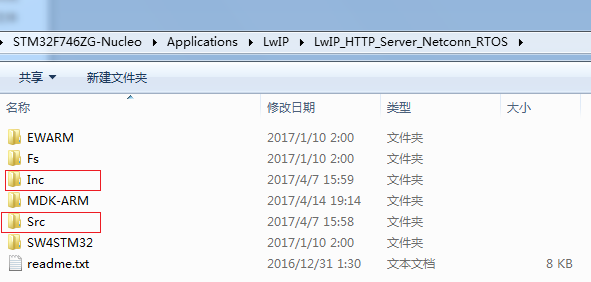 STM32F746ZG-Nucleo Applications LwIP LwIP_HTTP_Server_Netconn_RTOS
共享 新建文件夹
名称 修改日期 类型 大小
EWARM 2017/1/10 2:00 文件夹
Fs 2017/1/10 2:00 文件夹
Inc 2017/4/7 15:59 文件夹
MDK-ARM 2017/4/14 19:14 文件夹
Src 2017/4/7 15:58 文件夹
SW4STM32 2017/1/10 2:00 文件夹
readme.txt 2016/12/31 1:30 文本文档 8 KB